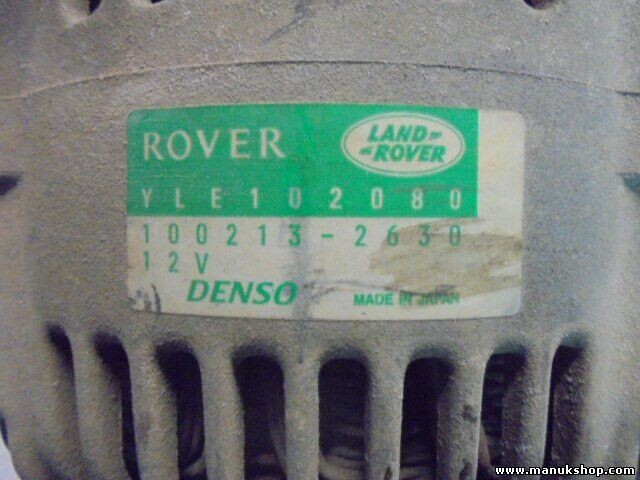 ROVER
LAND
ROVER
YLE102080
100213-2630
12V
DENSO
MADE IN JAPAN
www.manukshop.com